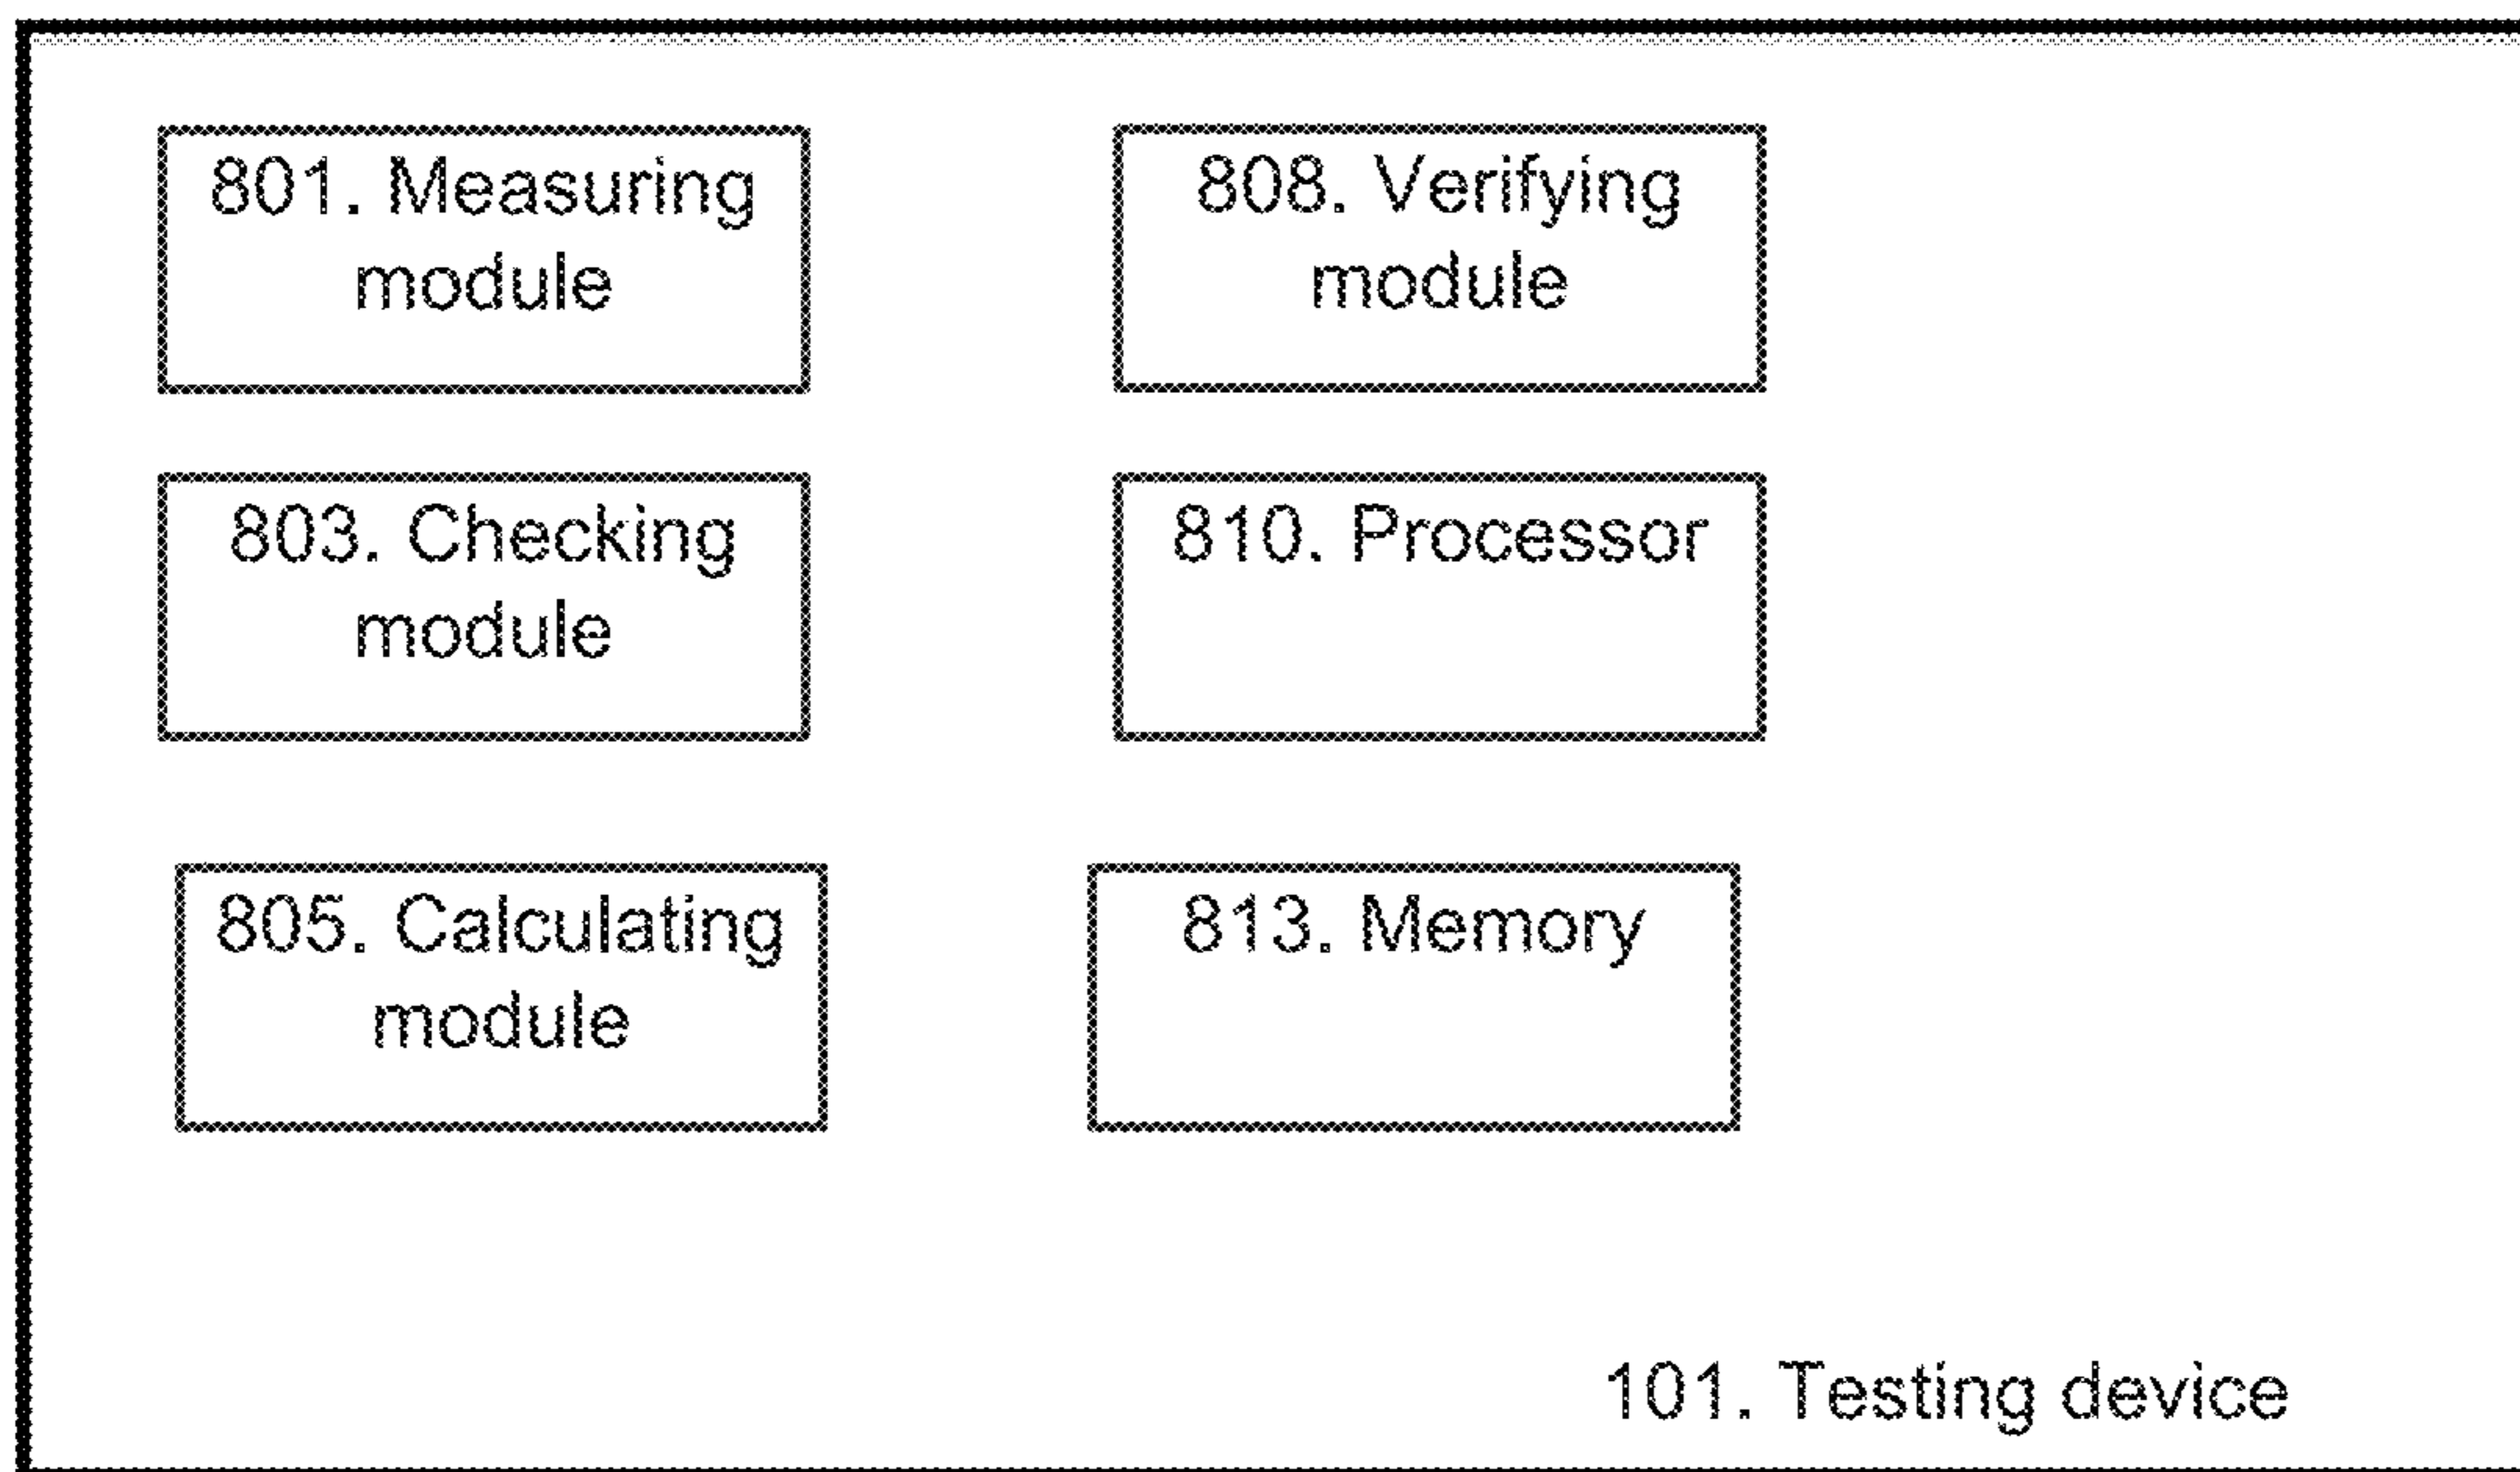 801. Measuring
module
808. Verifying
module
803. Checking
module
810. Processor
805. Calculating
module
813. Memory
101. Testing device